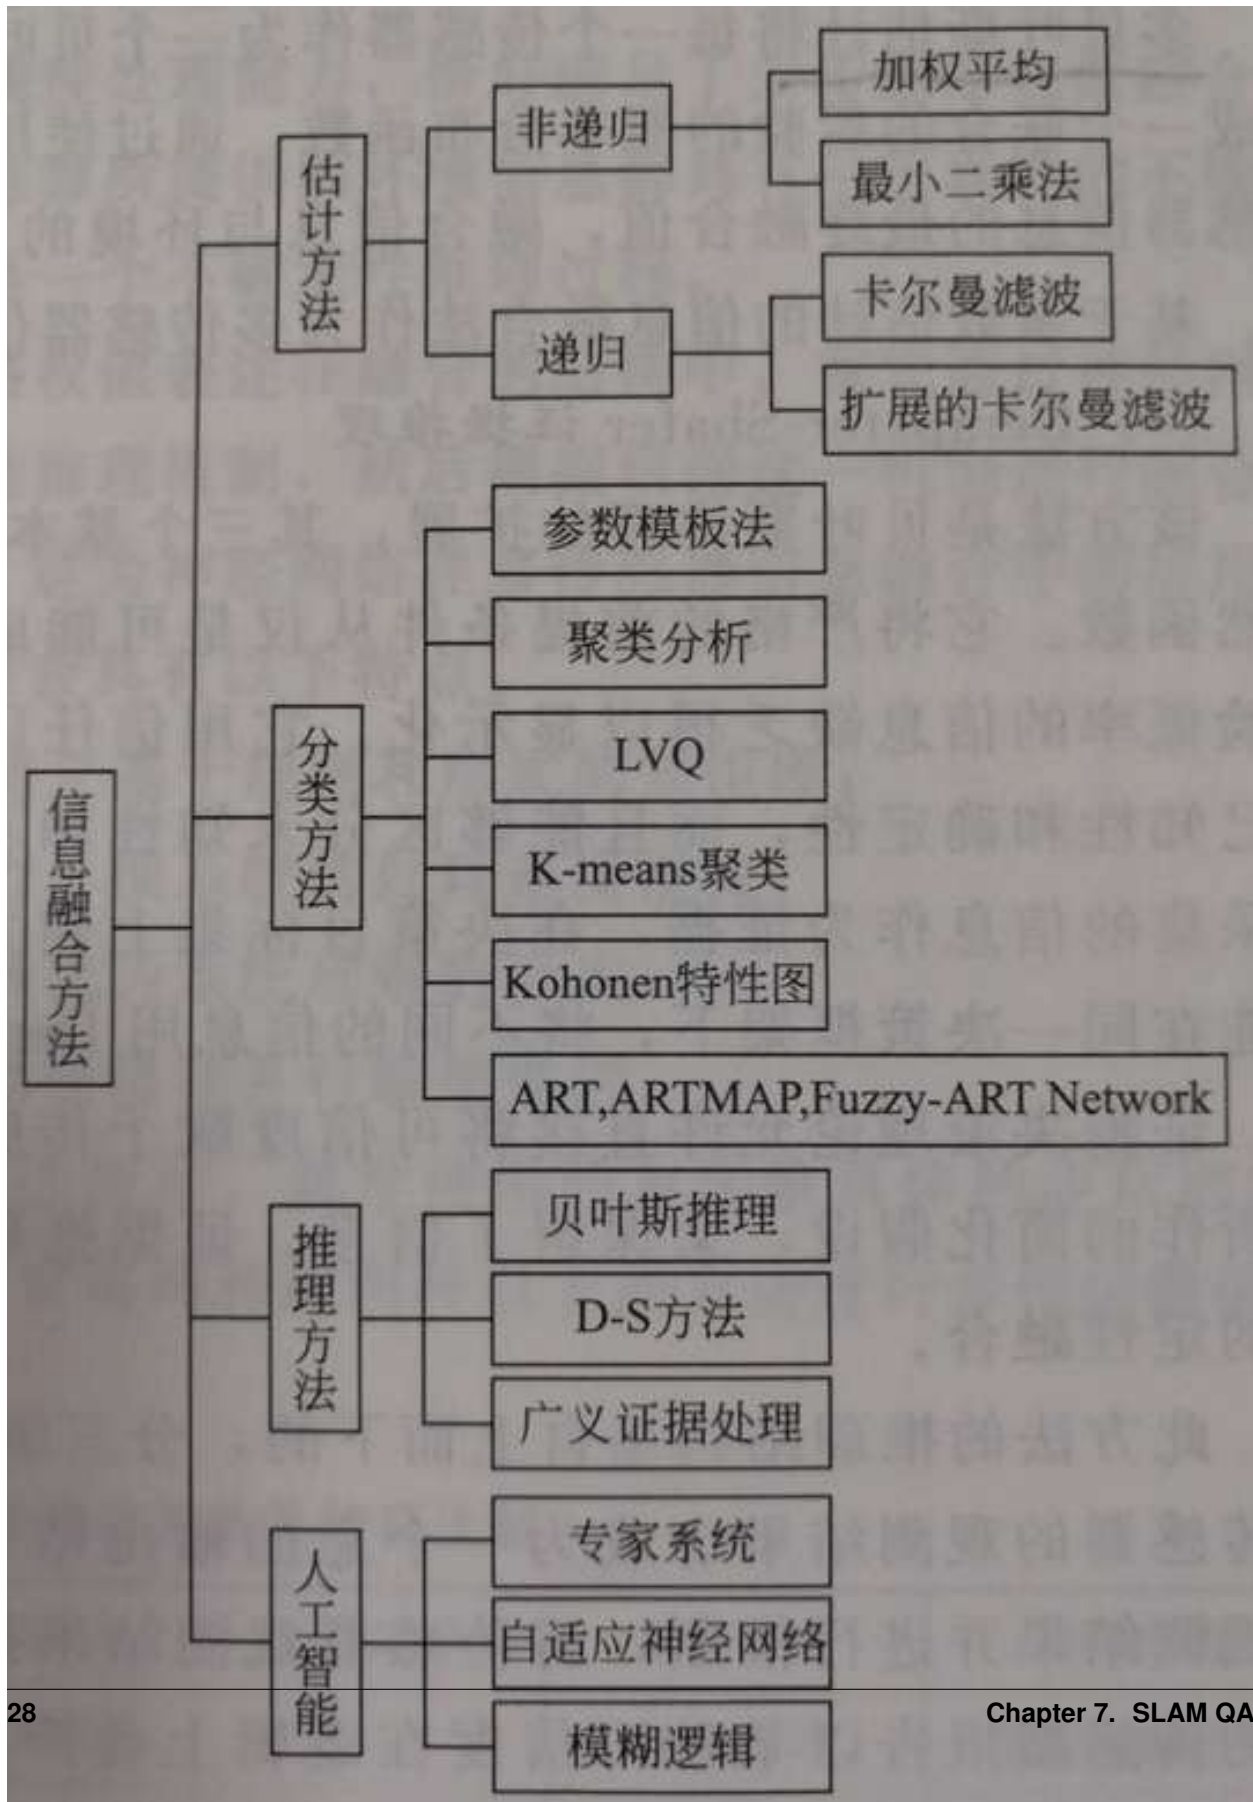 加权平均
非递归
最小二乘法
估计方法
卡尔曼滤波
递归
扩展的卡尔曼滤波
参数模板法
聚类分析
LVQ
分类方法
K-means聚类
Kohonen特性图
ART,ARTMAP,Fuzzy-ART Network
信息融合方法
贝叶斯推理
推理方法
D-S方法
广义证据处理
专家系统
人工智能
自适应神经网络
模糊逻辑
28
Chapter 7. SLAM QA